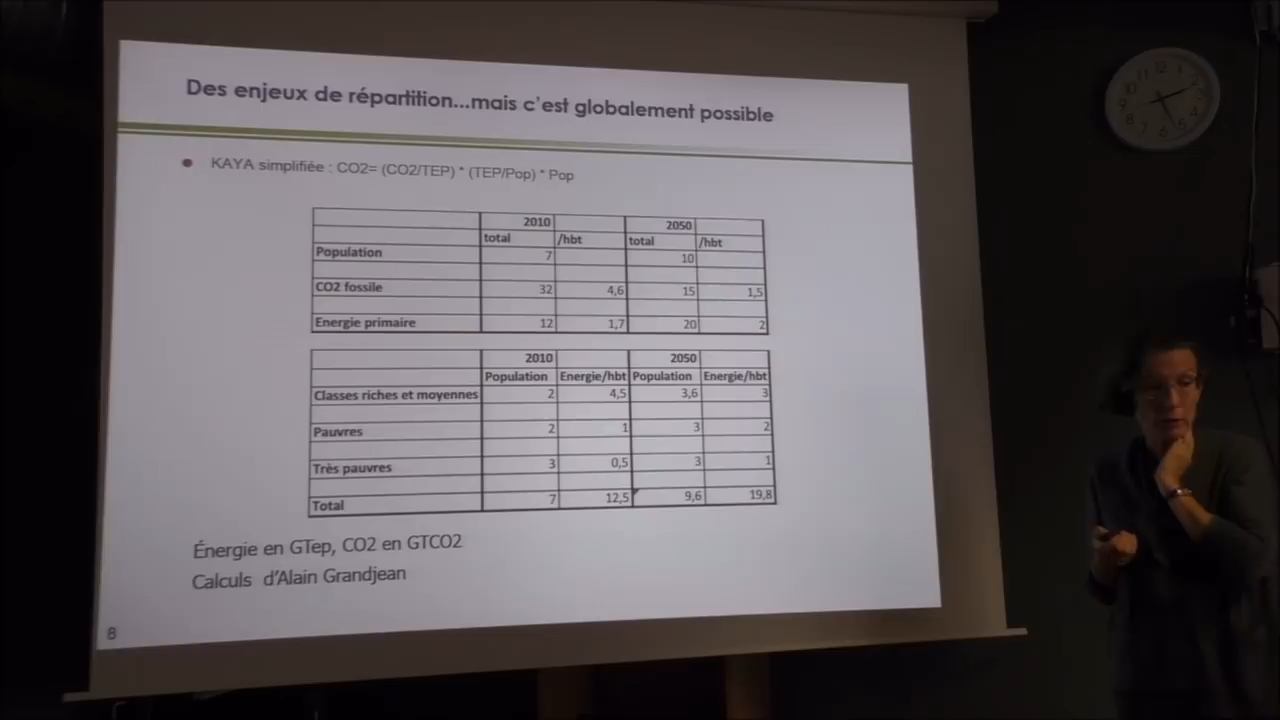 Des enjeux de répartition...mais c'est globalement possible
• KAYA simplifiée : CO2= (CO2/TEP) * (TEP/Pop) * Pop
2010 2050
total /hbt total /hbt
Population 7 10
CO2 fossile 32 4,6 15 1,5
Energie primaire 12 1,7 20 2
2010 2050
Population Energie/hbt Population Energie/hbt
Classes riches et moyennes 2 4,5 3,6 3
Pauvres 2 1 3 2
Très pauvres 3 0,5 3 1
Total 7 12,5 9,6 19,8
Énergie en GTep, CO2 en GTCO2
Calculs d'Alain Grandjean
8